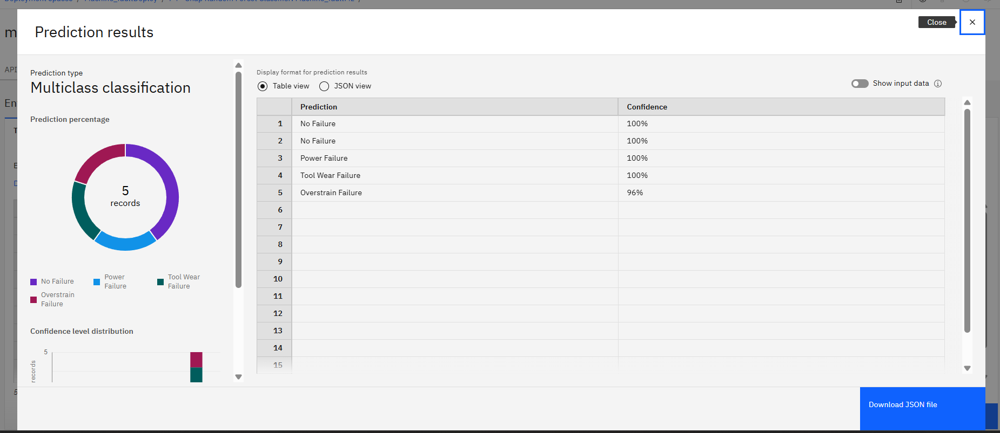 Prediction results
Close
Prediction type
Multiclass classification
Prediction percentage
5
records
No Failure
Power
Failure
Tool Wear
Failure
Overstrain
Failure
Confidence level distribution
5
records
Display format for prediction results
Table view
JSON view
Show input data
Prediction Confidence
1 No Failure 100%
2 No Failure 100%
3 Power Failure 100%
4 Tool Wear Failure 100%
5 Overstrain Failure 96%
6
7
8
9
10
11
12
13
14
15
Download JSON file
API